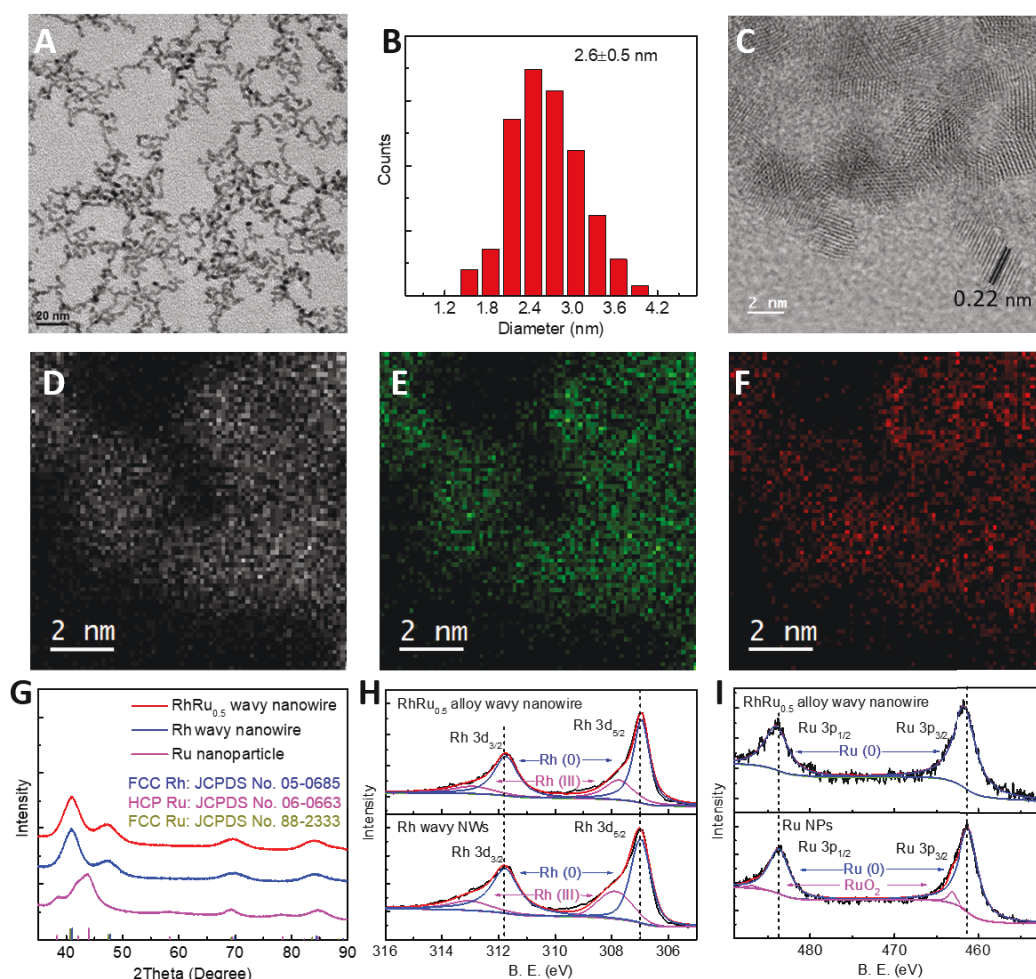 A
20 nm
B
2.6±0.5 nm
Counts
1.2 1.8 2.4 3.0 3.6 4.2
Diameter (nm)
C
2 nm
0.22 nm
D
2 nm
E
2 nm
F
2 nm
G
RhRu0.5 wavy nanowire
Rh wavy nanowire
Ru nanoparticle
FCC Rh: JCPDS No. 05-0685
HCP Ru: JCPDS No. 06-0663
FCC Ru: JCPDS No. 88-2333
Intensity
40 50 60 70 80 90
2Theta (Degree)
H
RhRu0.5 alloy wavy nanowire
Rh 3d5/2
Rh 3d3/2
Rh (0)
Rh (III)
Intensity
Rh wavy NWs
Rh 3d5/2
Rh 3d3/2
Rh (0)
Rh (III)
316 314 312 310 308 306
B. E. (eV)
I
RhRu0.5 alloy wavy nanowire
Ru 3p1/2 Ru 3p3/2
Ru (0)
Intensity
Ru NPs
Ru 3p1/2 Ru 3p3/2
Ru (0)
RuO2
480 470 460
B. E. (eV)